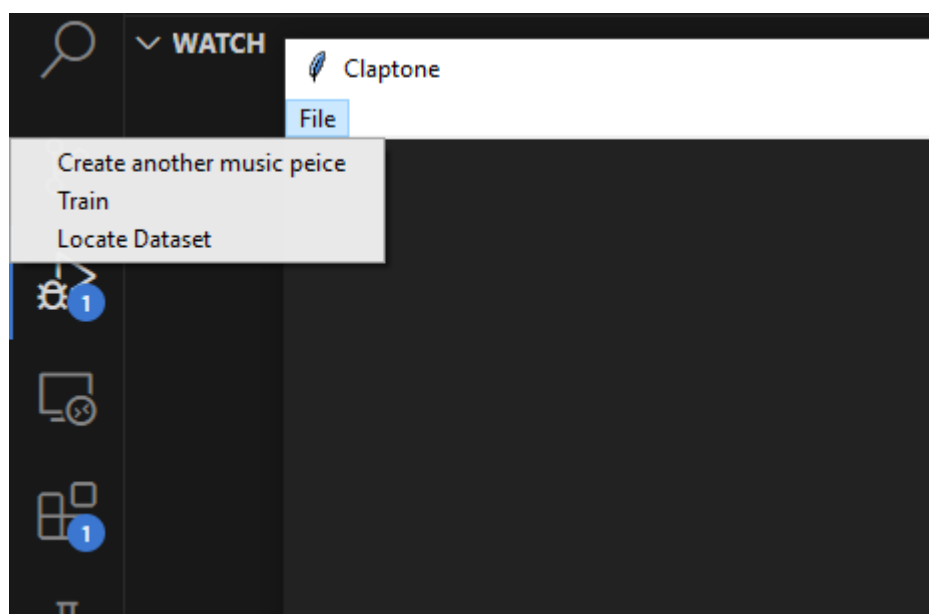 WATCH
Claptone
File
Create another music peice
Train
Locate Dataset
1
1